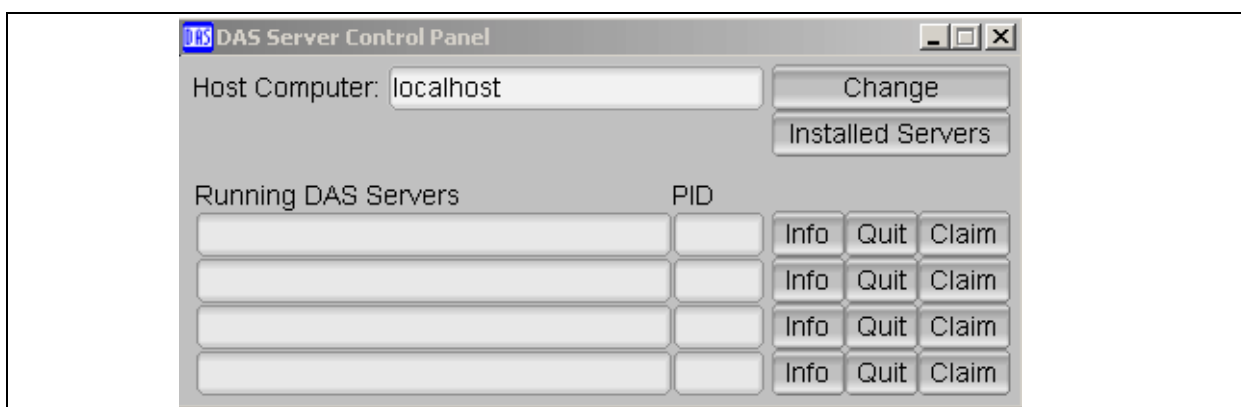 DAS DAS Server Control Panel
Host Computer: localhost Change
Installed Servers
Running DAS Servers PID
Info Quit Claim
Info Quit Claim
Info Quit Claim
Info Quit Claim